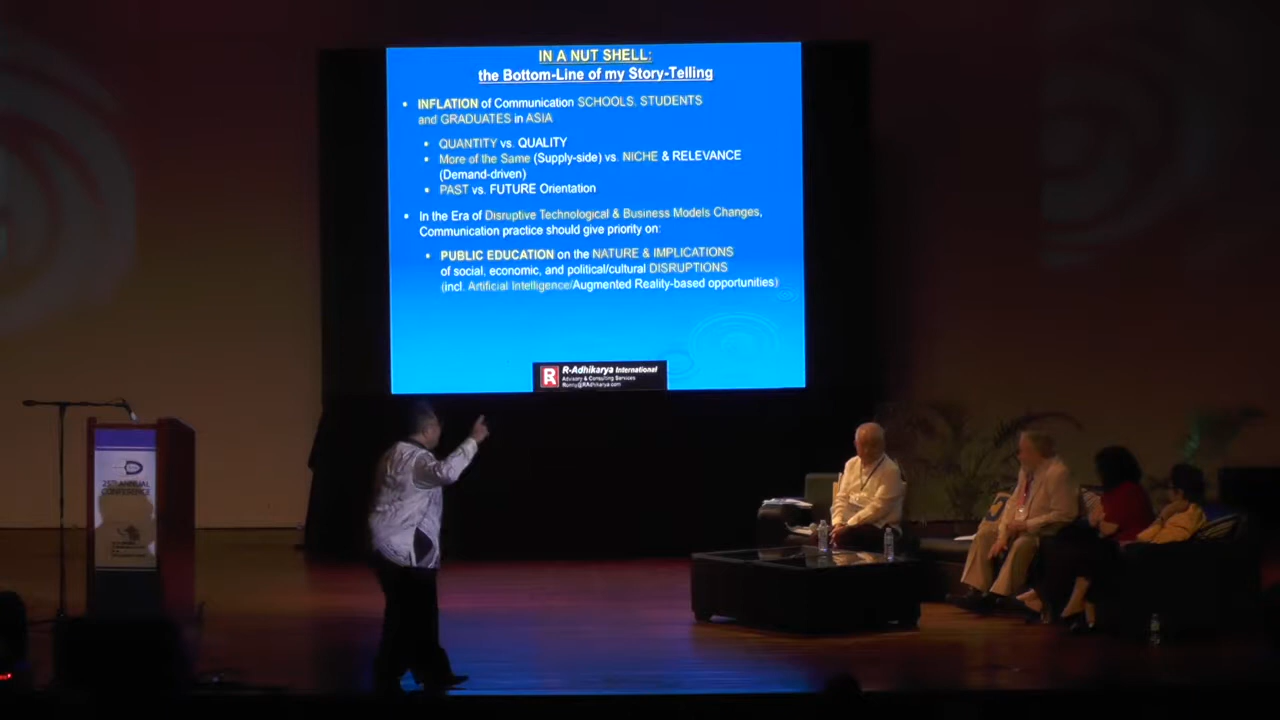 IN A NUT SHELL:
the Bottom-Line of my Story-Telling
• INFLATION of Communication SCHOOLS, STUDENTS
and GRADUATES in ASIA
• QUANTITY vs. QUALITY
• More of the Same (Supply-side) vs. NICHE & RELEVANCE
(Demand-driven)
• PAST vs. FUTURE Orientation
• In the Era of Disruptive Technological & Business Models Changes,
Communication practice should give priority on:
• PUBLIC EDUCATION on the NATURE & IMPLICATIONS
of social, economic, and political/cultural DISRUPTIONS
(incl. Artificial Intelligence/Augmented Reality-based opportunities)
R
R-Adhikarya International
Advisory & Consulting Services
Ronny@RAdhikarya.com
ANNUAL
CONFERENCE